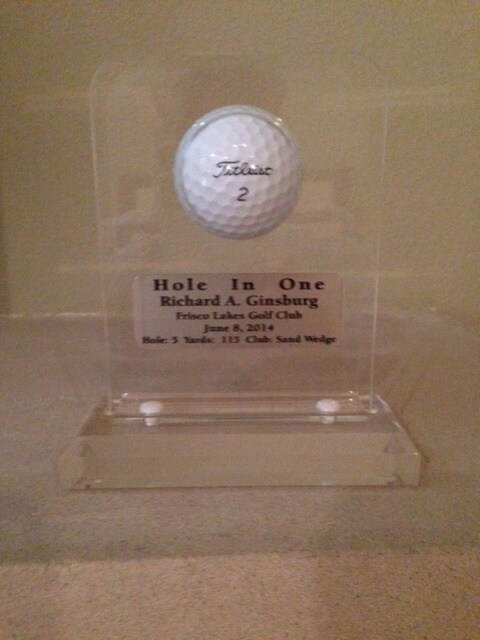 Titleist
2
Hole In One
Richard A. Ginsburg
Frisco Lakes Golf Club
June 8, 2014
Hole: 5 Yards: 115 Club: Sand Wedge